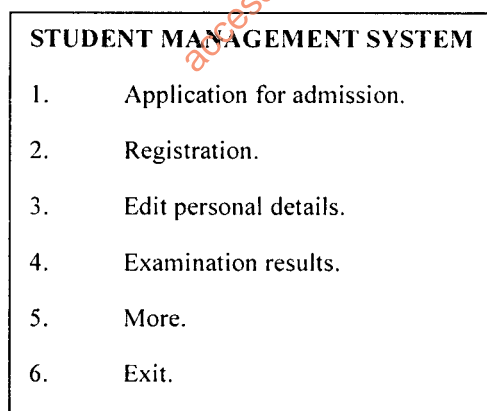 STUDENT MANAGEMENT SYSTEM
1. Application for admission.
2. Registration.
3. Edit personal details.
4. Examination results.
5. More.
6. Exit.